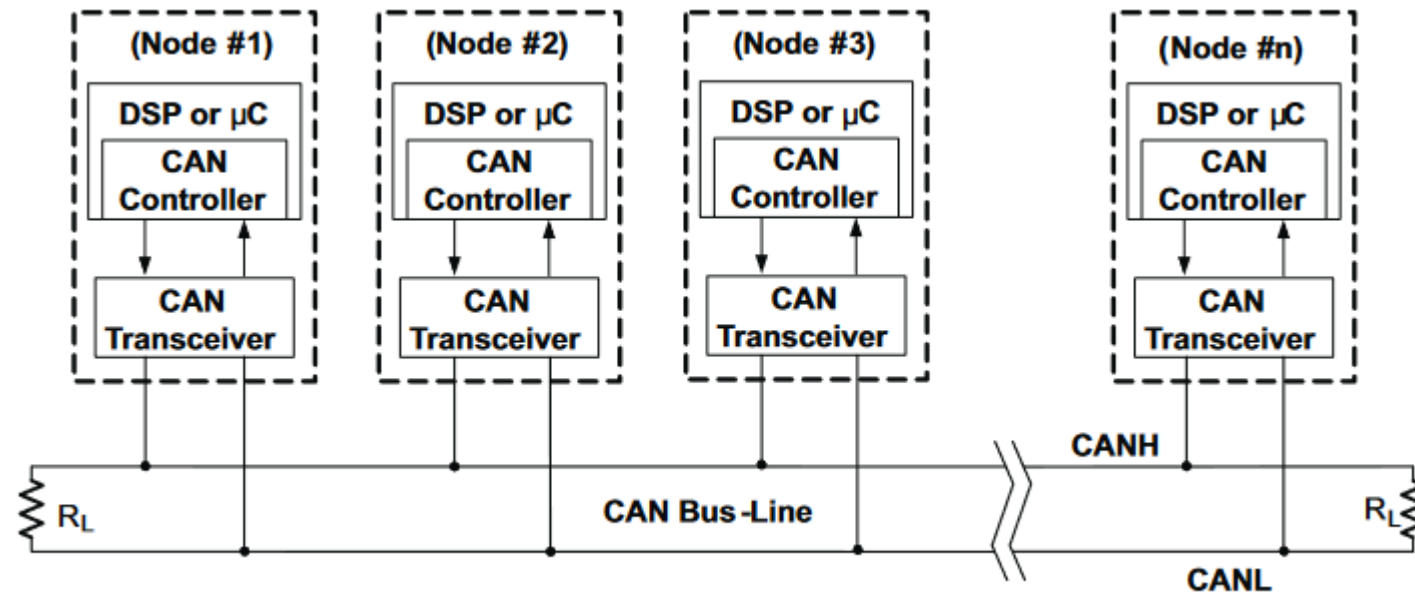 (Node #1)
DSP or µC
CAN
Controller
CAN
Transceiver
(Node #2)
DSP or µC
CAN
Controller
CAN
Transceiver
(Node #3)
DSP or µC
CAN
Controller
CAN
Transceiver
(Node #n)
DSP or µC
CAN
Controller
CAN
Transceiver
CANH
RL
CAN Bus-Line
RL
CANL